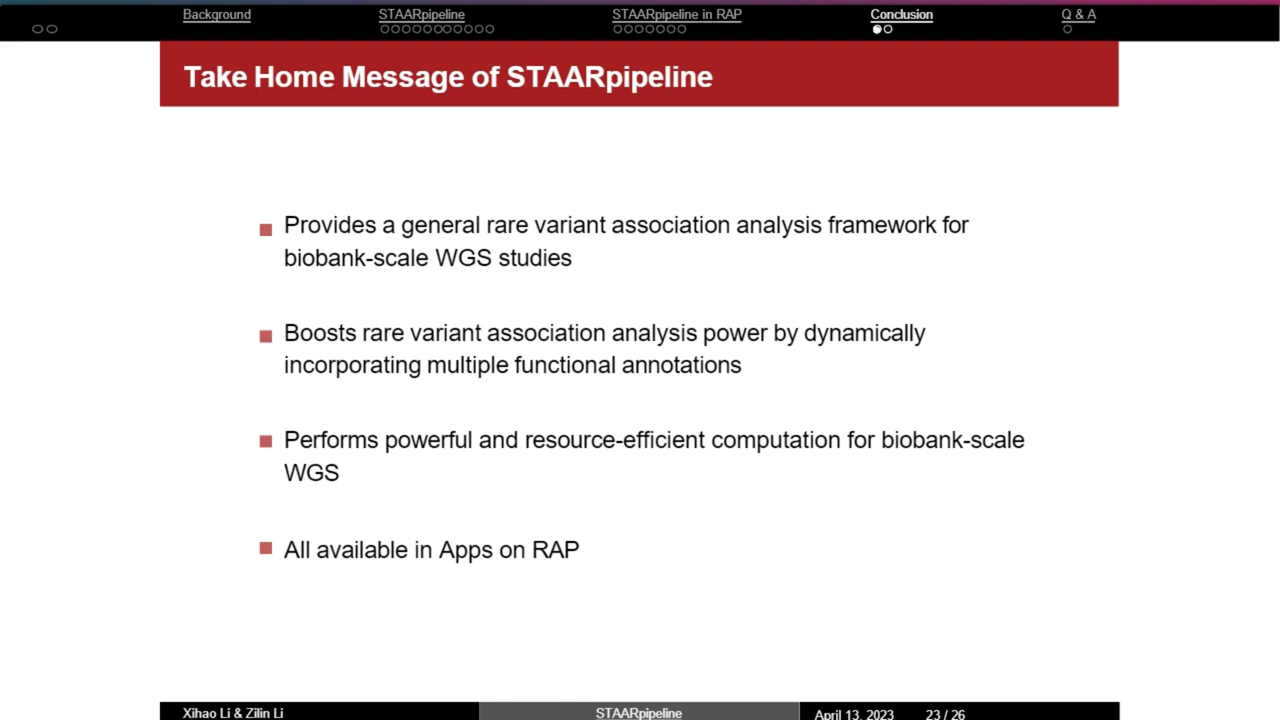 Background STAARpipeline STAARpipeline in RAP Conclusion Q & A
Take Home Message of STAARpipeline
Provides a general rare variant association analysis framework for
biobank-scale WGS studies
Boosts rare variant association analysis power by dynamically
incorporating multiple functional annotations
Performs powerful and resource-efficient computation for biobank-scale
WGS
All available in Apps on RAP
Xihao Li & Zilin Li STAARpipeline April 13, 2023 23 / 26